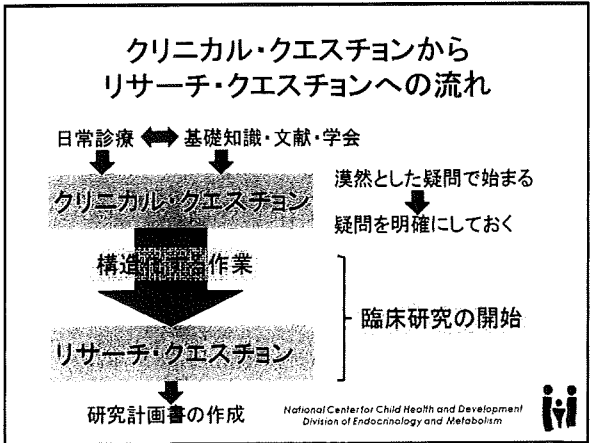 クリニカル・クエスチョンから
リサーチ・クエスチョンへの流れ
日常診療 ⟷ 基礎知識・文献・学会
クリニカル・クエスチョン
漠然とした疑問で始まる
疑問を明確にしておく
構造化する作業
臨床研究の開始
リサーチ・クエスチョン
研究計画書の作成
National Center for Child Health and Development
Division of Endocrinology and Metabolism